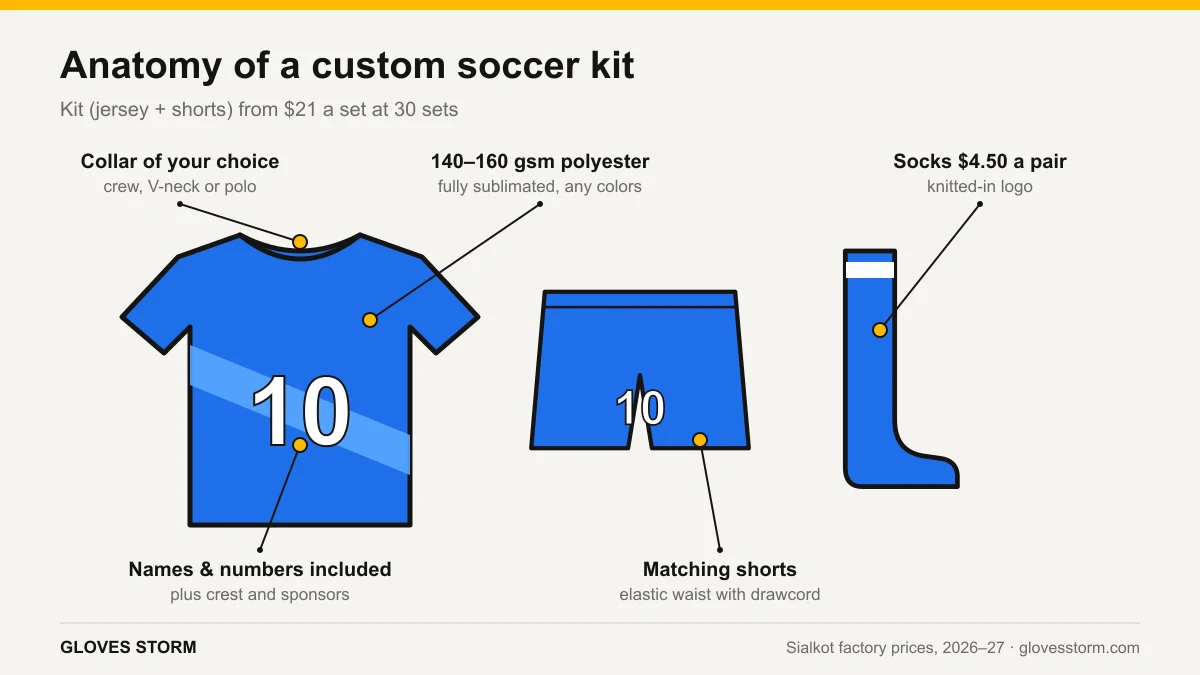 Anatomy of a custom soccer kit
Kit (jersey + shorts) from $21 a set at 30 sets
Collar of your choice
crew, V-neck or polo
140–160 gsm polyester
fully sublimated, any colors
Socks $4.50 a pair
knitted-in logo
10
10
Names & numbers included
plus crest and sponsors
Matching shorts
elastic waist with drawcord
GLOVES STORM
Sialkot factory prices, 2026–27 · glovesstorm.com